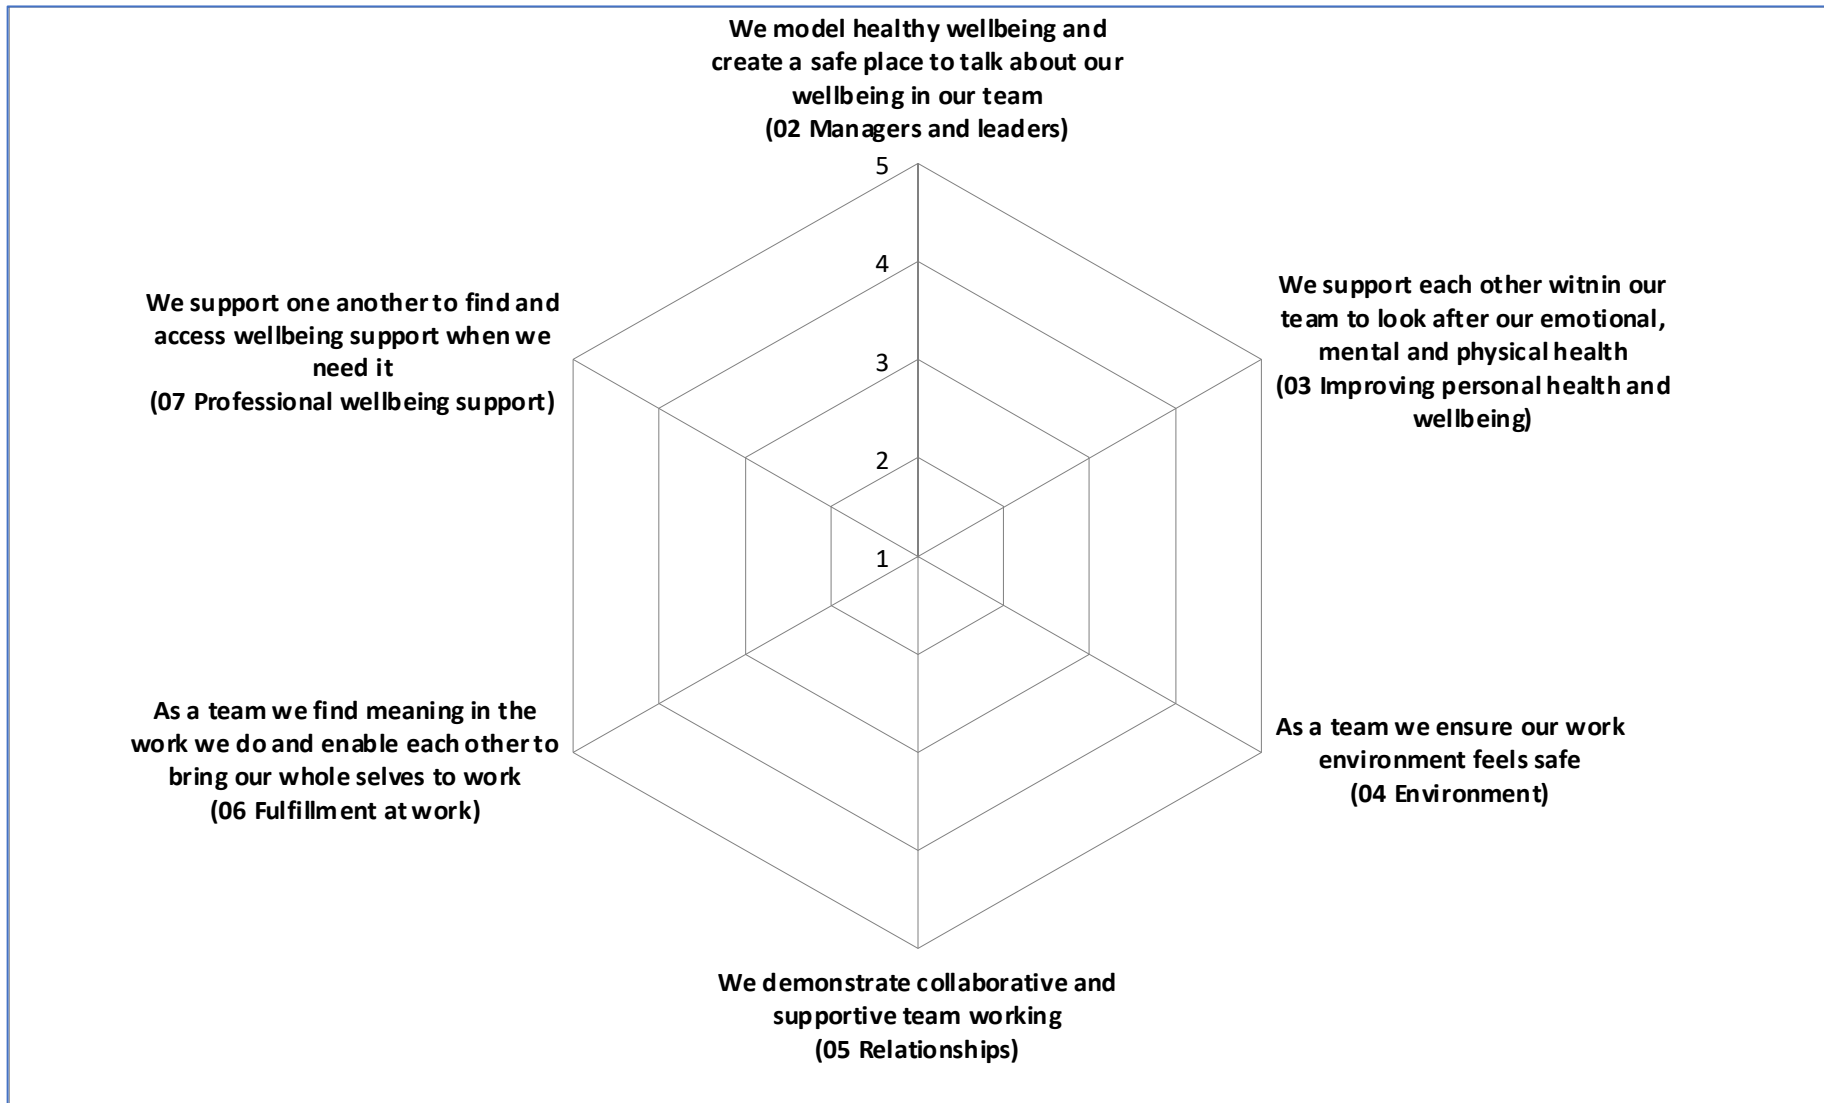 We model healthy wellbeing and
create a safe place to talk about our
wellbeing in our team
(02 Managers and leaders)
5
4
3
2
1
We support each other witnin our
team to look after our emotional,
mental and physical health
(03 Improving personal health and
wellbeing)
As a team we ensure our work
environment feels safe
(04 Environment)
We demonstrate collaborative and
supportive team working
(05 Relationships)
As a team we find meaning in the
work we do and enable each other to
bring our whole selves to work
(06 Fulfillment at work)
We support one another to find and
access wellbeing support when we
need it
(07 Professional wellbeing support)